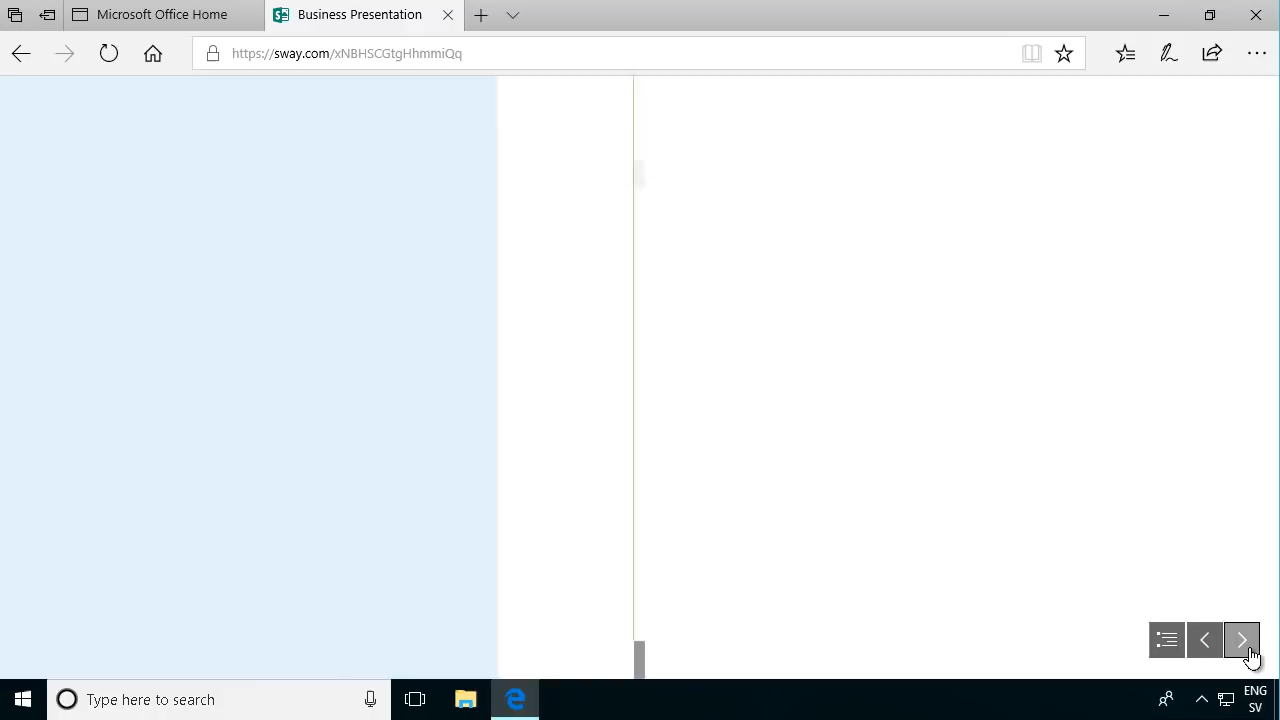 Microsoft Office Home
Business Presentation
https://sway.com/xNBHSCGtgHhmmiQq
Type here to search
ENG
SV